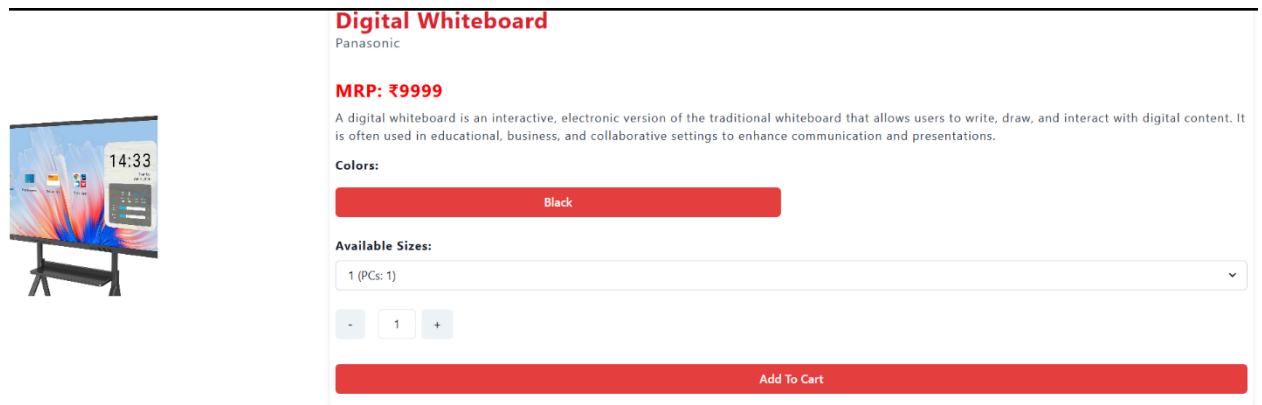 Digital Whiteboard
Panasonic
MRP: ₹9999
A digital whiteboard is an interactive, electronic version of the traditional whiteboard that allows users to write, draw, and interact with digital content. It
is often used in educational, business, and collaborative settings to enhance communication and presentations.
14:33
Colors:
Black
Available Sizes:
1 (PCs: 1)
- 1 +
Add To Cart